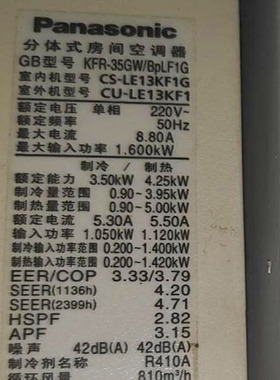 Panasonic
分体式房间空调器
GB型号 KFR-35GW/BpLF1G
室内机型号 CS-LE13KF1G
室外机型号 CU-LE13KF1
额定电压 单相 220V~
额定频率 50Hz
最大电流 8.80A
最大输入功率 1.600kW
制冷 / 制热
额定能力 3.50kW 4.25kW
制冷量范围 0.90~3.95kW
制热量范围 0.90~5.00kW
额定电流 5.30A 5.50A
输入功率 1.050kW 1.120kW
制冷输入功率范围 0.200~1.400kW
制热输入功率范围 0.200~1.420kW
EER/COP 3.33/3.79
SEER(1136h) 4.20
SEER(2399h) 4.71
HSPF 2.82
APF 3.15
噪声 42dB(A) 42dB(A)
制冷剂名称 R410A
循环风量 810m³/h